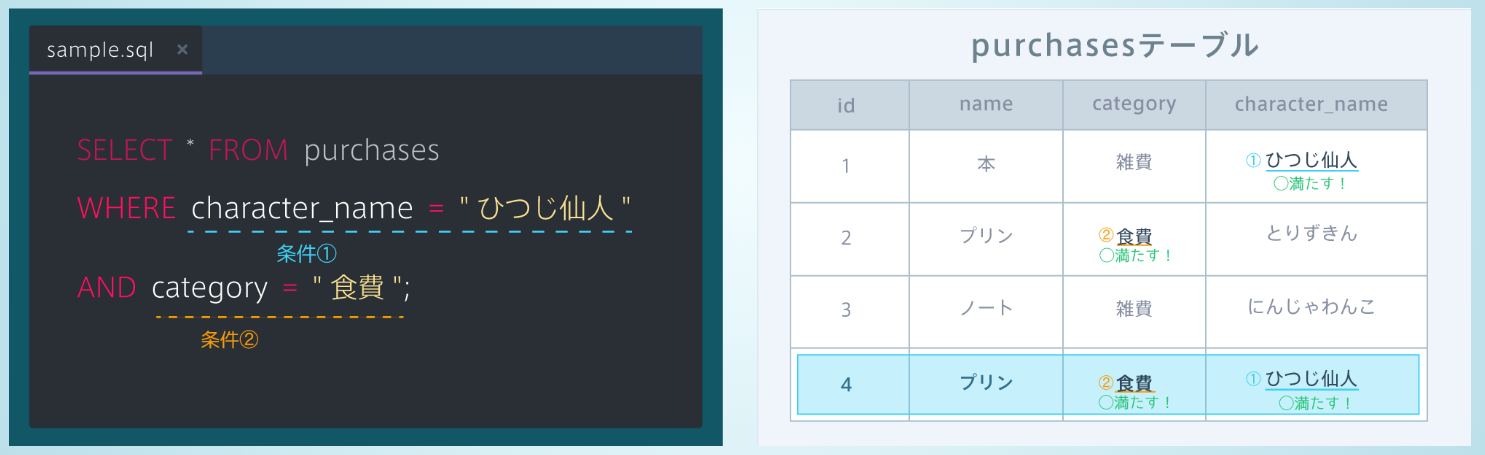 sample.sql ×
SELECT * FROM purchases
WHERE character_name = " ひつじ仙人 "
条件①
AND category = " 食費 ";
条件②
purchasesテーブル
id name category character_name
1 本 雑費 ①ひつじ仙人
○満たす！
2 プリン ②食費 とりずきん
○満たす！
3 ノート 雑費 にんじゃわんこ
4 プリン ②食費 ①ひつじ仙人
○満たす！ ○満たす！